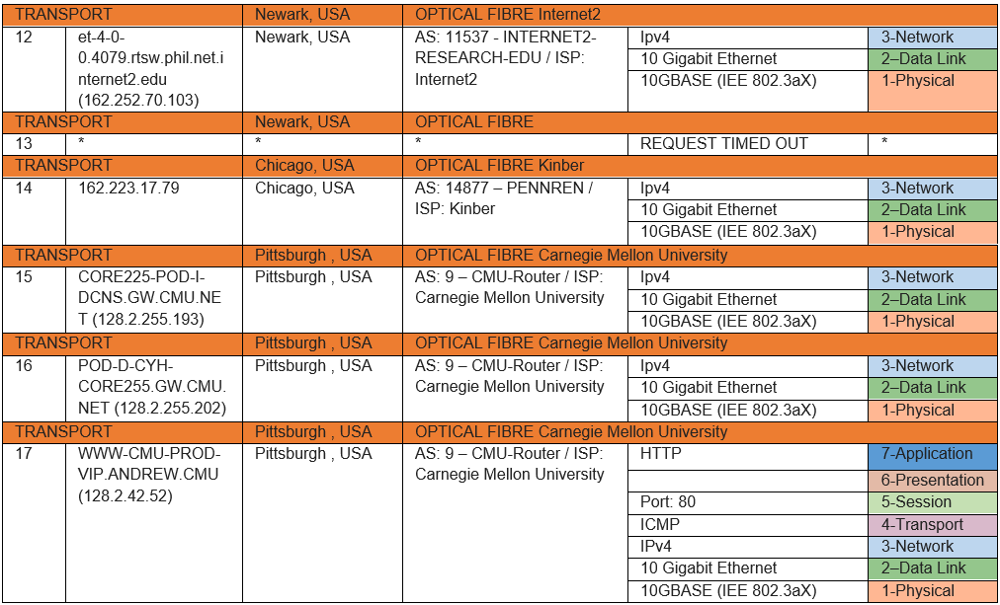 TRANSPORT Newark, USA OPTICAL FIBRE Internet2
12 et-4-0- Newark, USA AS: 11537 - INTERNET2- Ipv4 3-Network
0.4079.rtsw.phil.net.i RESEARCH-EDU / ISP: 10 Gigabit Ethernet 2–Data Link
nternet2.edu Internet2 10GBASE (IEE 802.3aX) 1-Physical
(162.252.70.103)
TRANSPORT Newark, USA OPTICAL FIBRE
13 * * * REQUEST TIMED OUT *
TRANSPORT Chicago, USA OPTICAL FIBRE Kinber
14 162.223.17.79 Chicago, USA AS: 14877 – PENNREN / Ipv4 3-Network
ISP: Kinber 10 Gigabit Ethernet 2–Data Link
10GBASE (IEE 802.3aX) 1-Physical
TRANSPORT Pittsburgh , USA OPTICAL FIBRE Carnegie Mellon University
15 CORE225-POD-I- Pittsburgh , USA AS: 9 – CMU-Router / ISP: Ipv4 3-Network
DCNS.GW.CMU.NE Carnegie Mellon University 10 Gigabit Ethernet 2–Data Link
T (128.2.255.193) 10GBASE (IEE 802.3aX) 1-Physical
TRANSPORT Pittsburgh , USA OPTICAL FIBRE Carnegie Mellon University
16 POD-D-CYH- Pittsburgh , USA AS: 9 – CMU-Router / ISP: Ipv4 3-Network
CORE255.GW.CMU. Carnegie Mellon University 10 Gigabit Ethernet 2–Data Link
NET (128.2.255.202) 10GBASE (IEE 802.3aX) 1-Physical
TRANSPORT Pittsburgh , USA OPTICAL FIBRE Carnegie Mellon University
17 WWW-CMU-PROD- Pittsburgh , USA AS: 9 – CMU-Router / ISP: HTTP 7-Application
VIP.ANDREW.CMU Carnegie Mellon University 6-Presentation
(128.2.42.52) Port: 80 5-Session
ICMP 4-Transport
IPv4 3-Network
10 Gigabit Ethernet 2–Data Link
10GBASE (IEE 802.3aX) 1-Physical